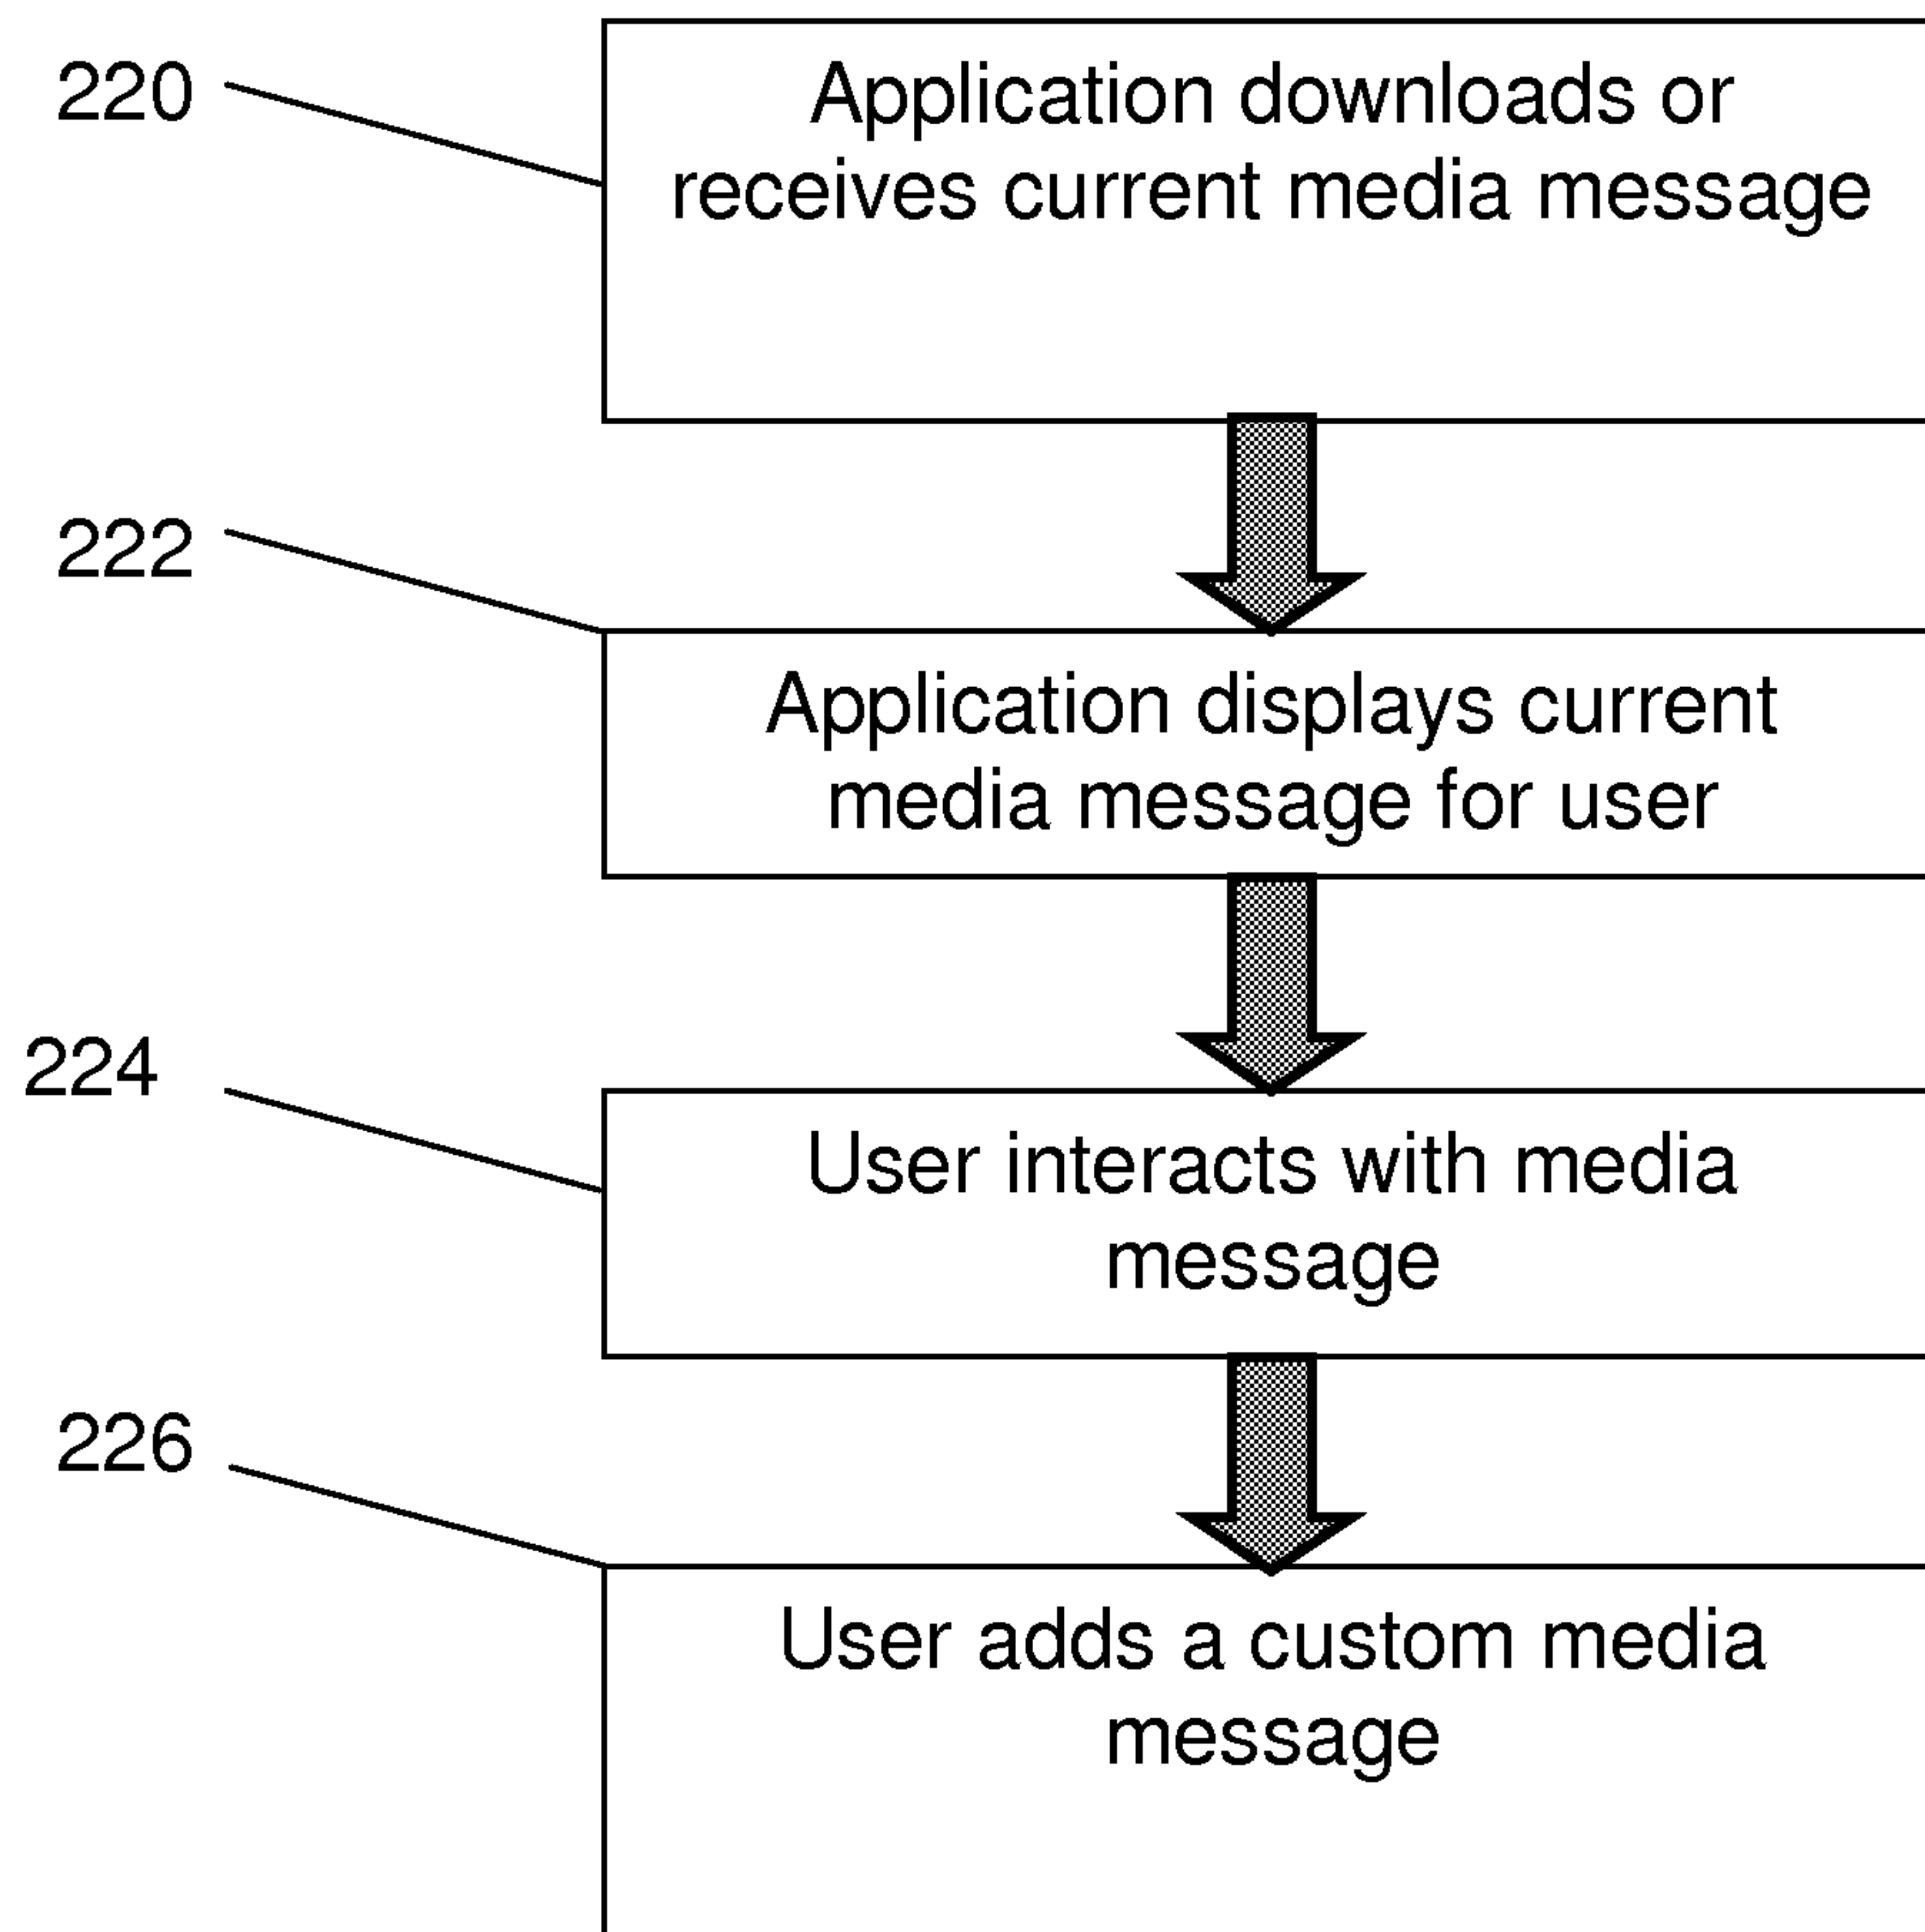 220
Application downloads or
receives current media message
222
Application displays current
media message for user
224
User interacts with media
message
226
User adds a custom media
message